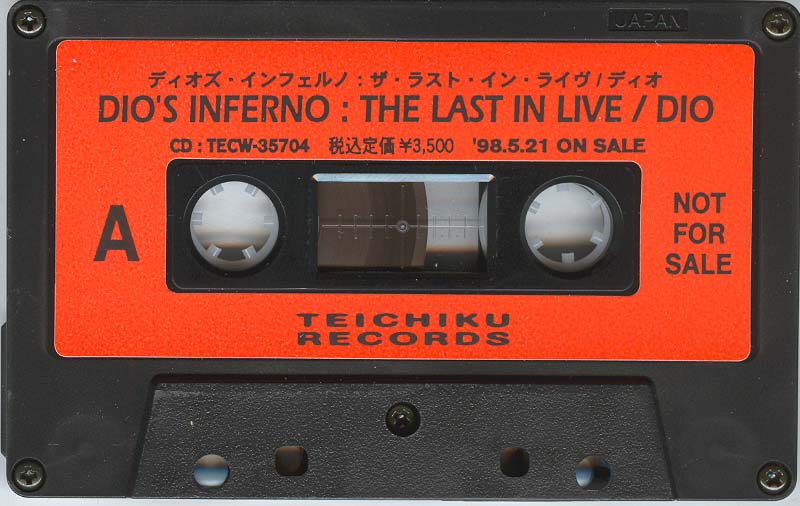 JAPAN
ディオズ・インフェルノ：ザ・ラスト・イン・ライヴ/ディオ
DIO'S INFERNO : THE LAST IN LIVE / DIO
CD : TECW-35704 税込定価¥3,500 '98.5.21 ON SALE
A
NOT
FOR
SALE
TEICHIKU
RECORDS